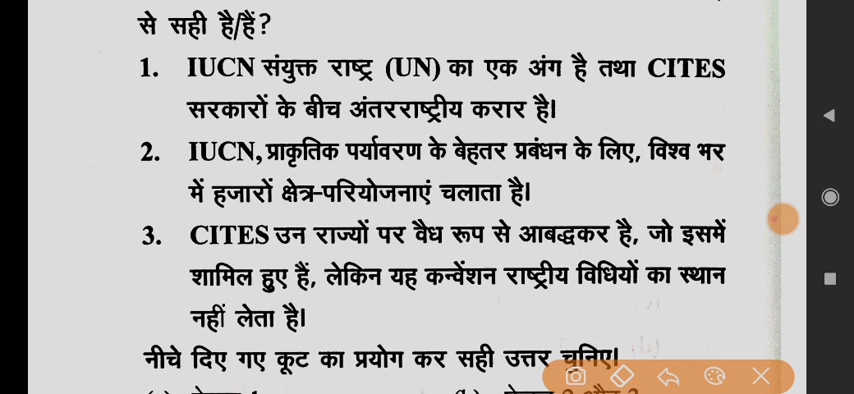 से सही है/हैं?
1. IUCN संयुक्त राष्ट्र (UN) का एक अंग है तथा CITES
सरकारों के बीच अंतरराष्ट्रीय करार है।
2. IUCN, प्राकृतिक पर्यावरण के बेहतर प्रबंधन के लिए, विश्व भर
में हजारों क्षेत्र-परियोजनाएं चलाता है।
3. CITES उन राज्यों पर वैध रूप से आबद्धकर है, जो इसमें
शामिल हुए हैं, लेकिन यह कन्वेंशन राष्ट्रीय विधियों का स्थान
नहीं लेता है।
नीचे दिए गए कूट का प्रयोग कर सही उत्तर चुनिए।